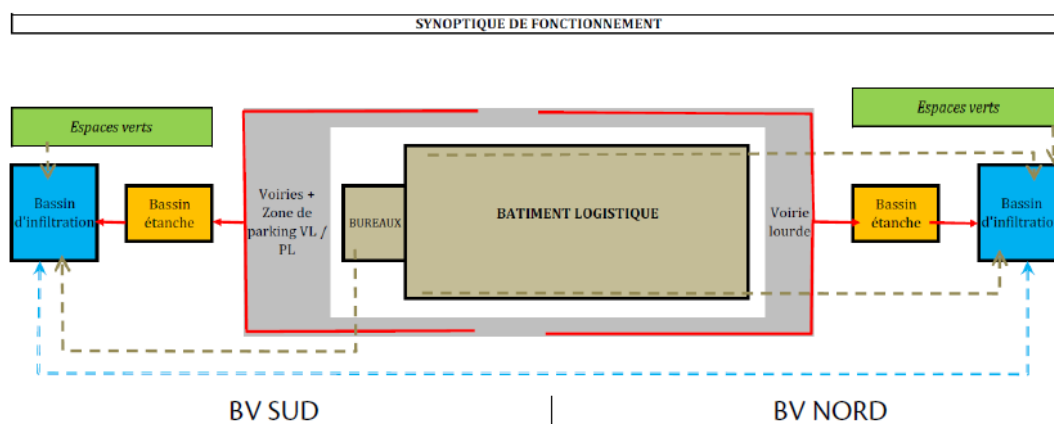 SYNOPTIQUE DE FONCTIONNEMENT
Espaces verts
Espaces verts
Bassin
d'infiltration
Bassin
étanche
Voiries +
Zone de
parking VL /
PL
BUREAUX
BATIMENT LOGISTIQUE
Voirie
lourde
Bassin
étanche
Bassin
d'infiltration
BV SUD
BV NORD